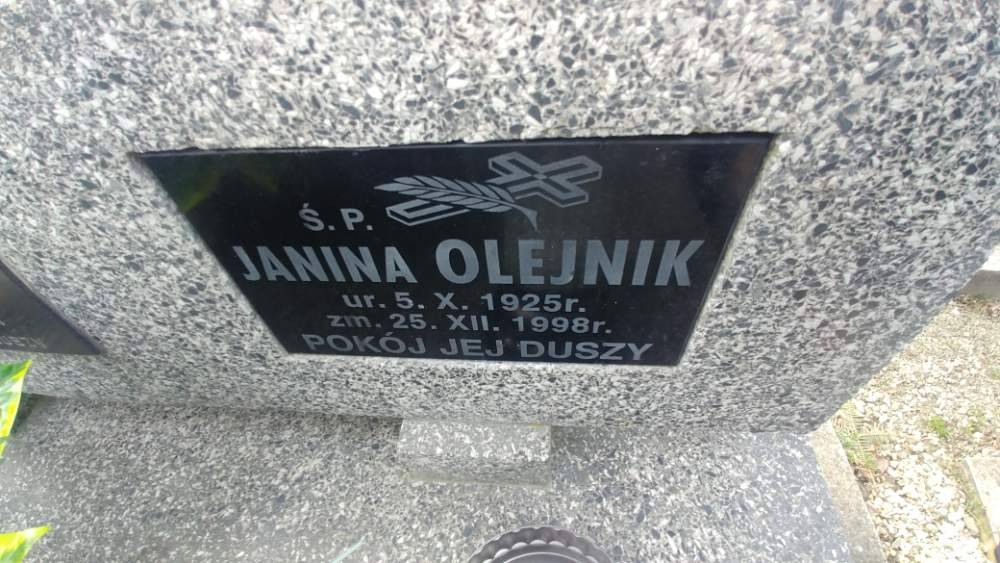 Ś. P.
JANINA OLEJNIK
ur. 5. X. 1925r.
zm. 25. XII. 1998r.
POKÓJ JEJ DUSZY